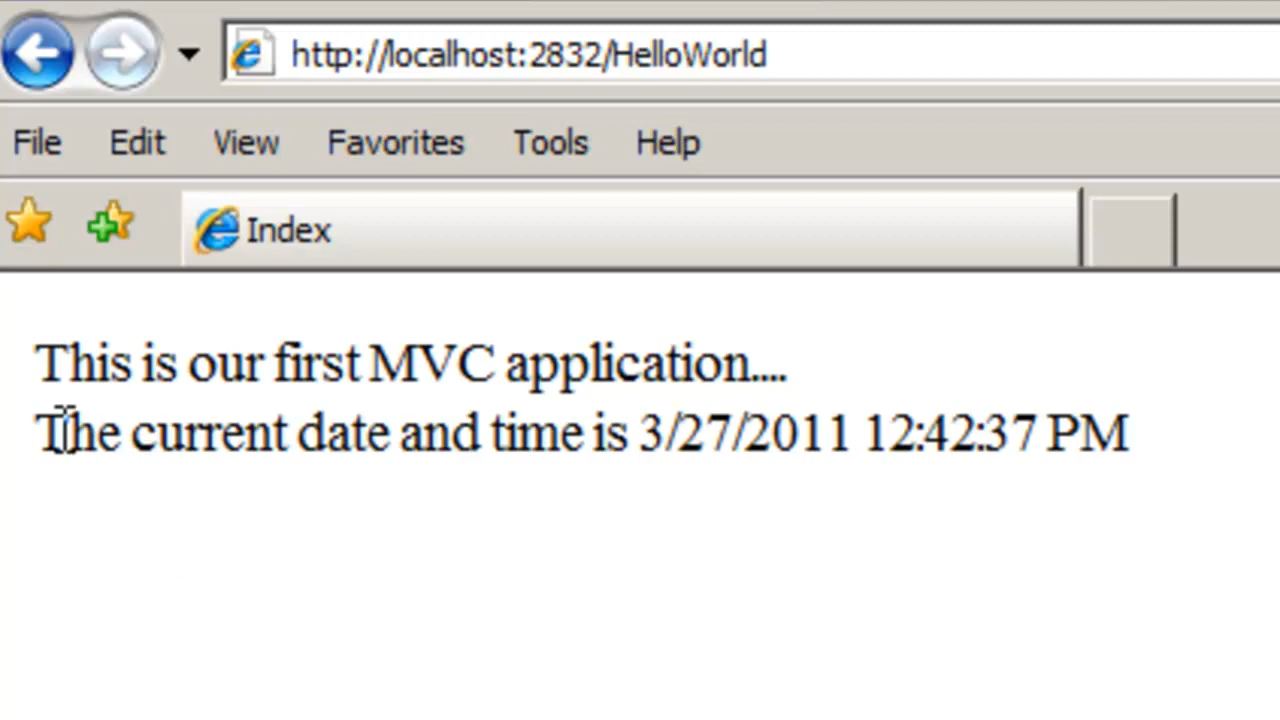 http://localhost:2832/HelloWorld
File Edit View Favorites Tools Help
Index
This is our first MVC application....
The current date and time is 3/27/2011 12:42:37 PM